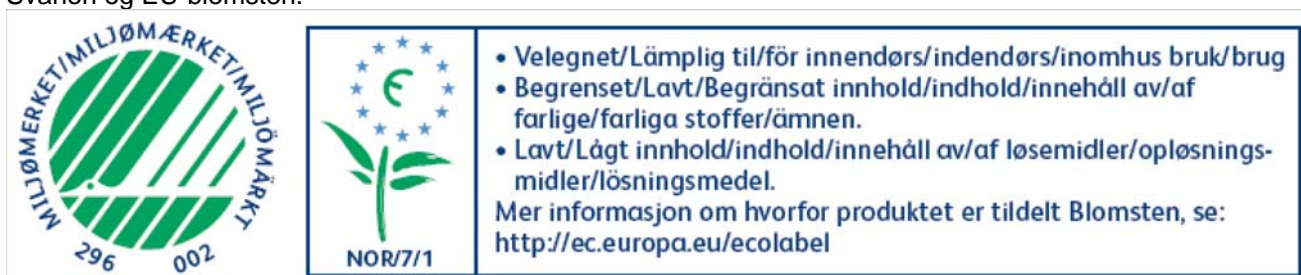 Svanen og EU-blomsten.
MILJØMERKET/MILJØMÆRKET/MILJÖMÄRKT
296 002
NOR/7/1
• Velegnet/Lämplig til/för innendørs/indendørs/inomhus bruk/brug
• Begrenset/Lavt/Begränsat innhold/indhold/innehåll av/af
farlige/farliga stoffer/ämnen.
• Lavt/Lågt innhold/indhold/innehåll av/af løsemidler/opløsnings-
midler/lösningsmedel.
Mer informasjon om hvorfor produktet er tildelt Blomsten, se:
http://ec.europa.eu/ecolabel